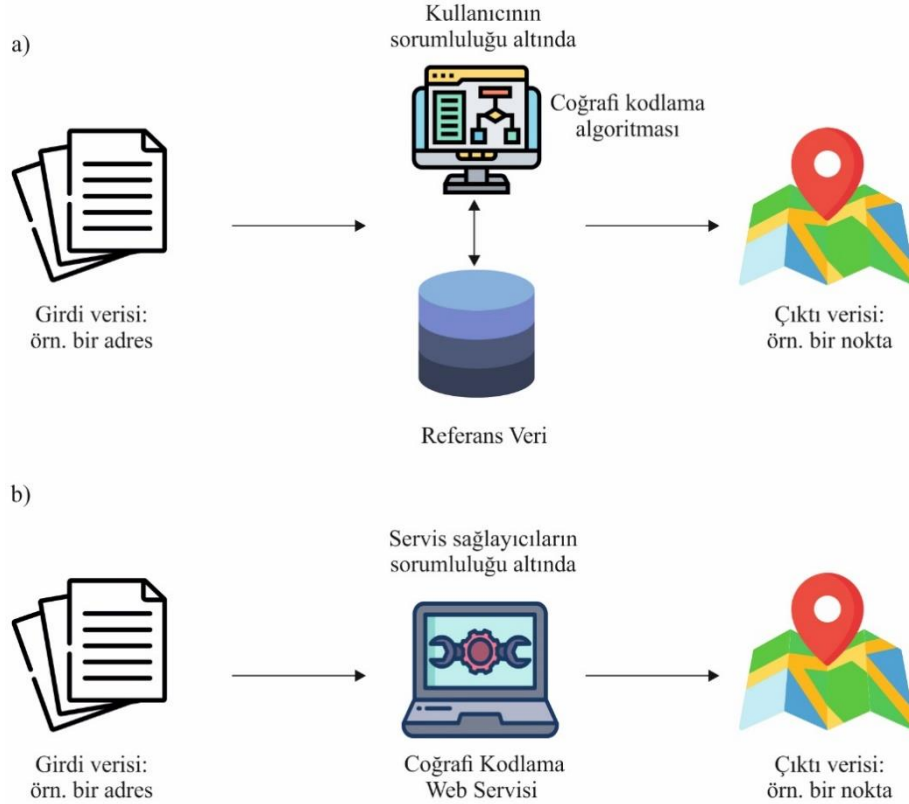 a)
Kullanıcının
sorumluluğu altında
Coğrafi kodlama
algoritması
Girdi verisi:
örn. bir adres
Çıktı verisi:
örn. bir nokta
Referans Veri
b)
Servis sağlayıcıların
sorumluluğu altında
Girdi verisi:
örn. bir adres
Coğrafi Kodlama
Web Servisi
Çıktı verisi:
örn. bir nokta